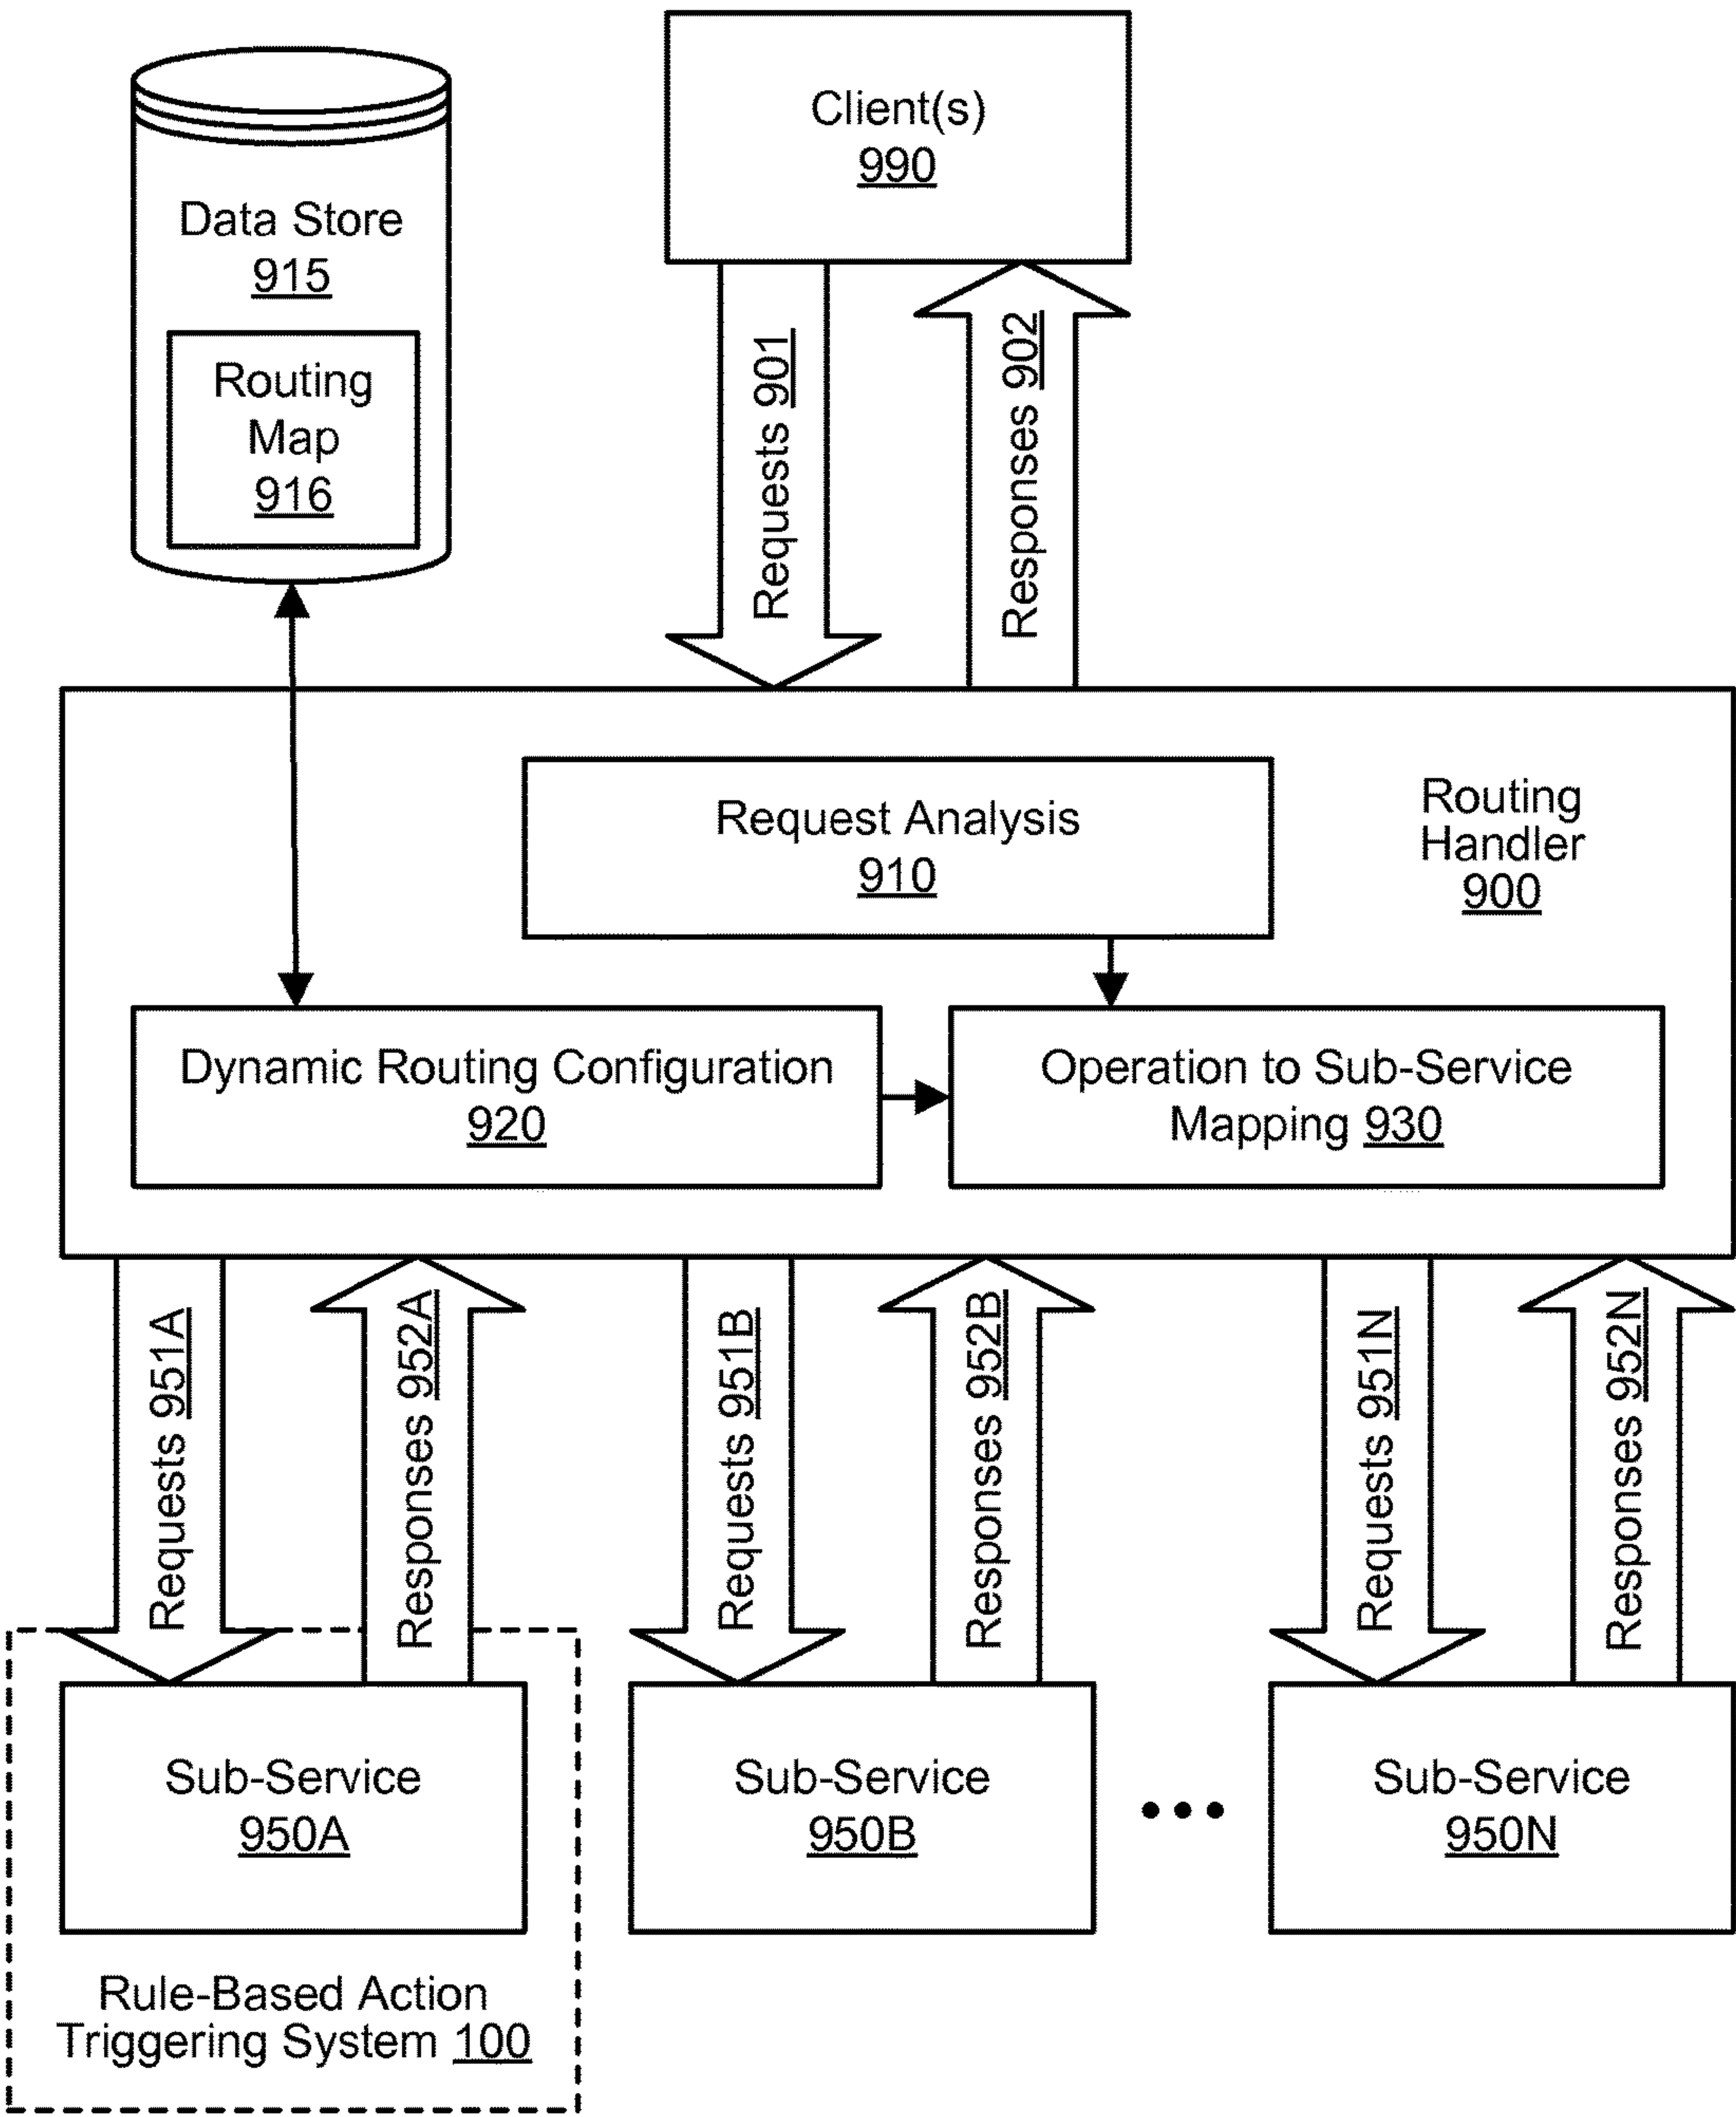 Client(s)
990
Data Store
915
Routing
Map
916
Requests 901
Responses 902
Request Analysis
910
Routing
Handler
900
Dynamic Routing Configuration
920
Operation to Sub-Service
Mapping 930
Requests 951A
Responses 952A
Requests 951B
Responses 952B
Requests 951N
Responses 952N
Sub-Service
950A
Sub-Service
950B
Sub-Service
950N
Rule-Based Action
Triggering System 100